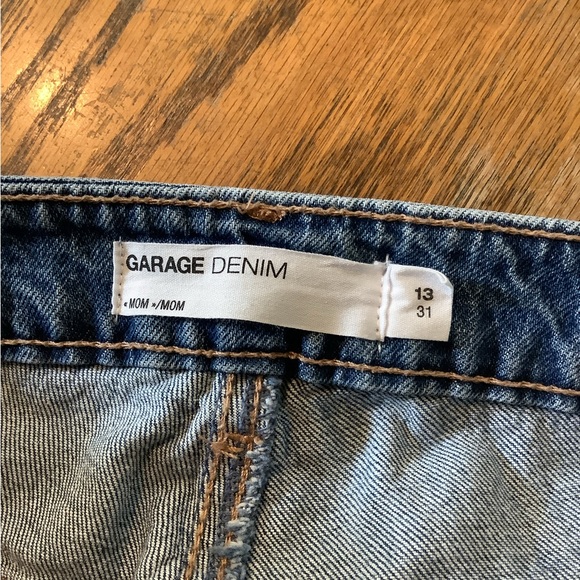 GARAGE DENIM
« MOM »/MOM
13
31